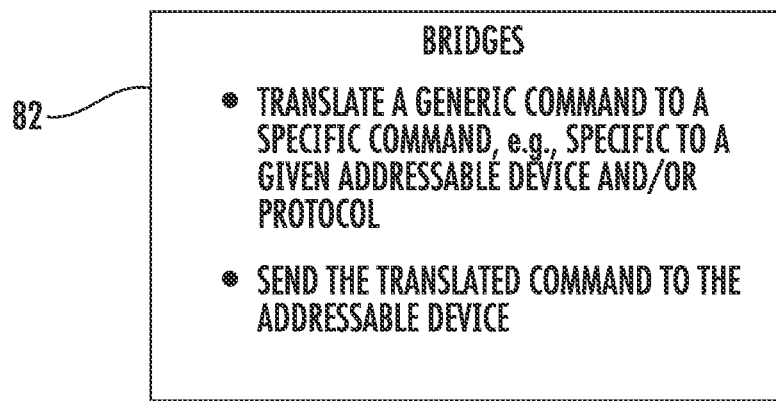 BRIDGES
82
● TRANSLATE A GENERIC COMMAND TO A
SPECIFIC COMMAND, e.g., SPECIFIC TO A
GIVEN ADDRESSABLE DEVICE AND/OR
PROTOCOL
● SEND THE TRANSLATED COMMAND TO THE
ADDRESSABLE DEVICE